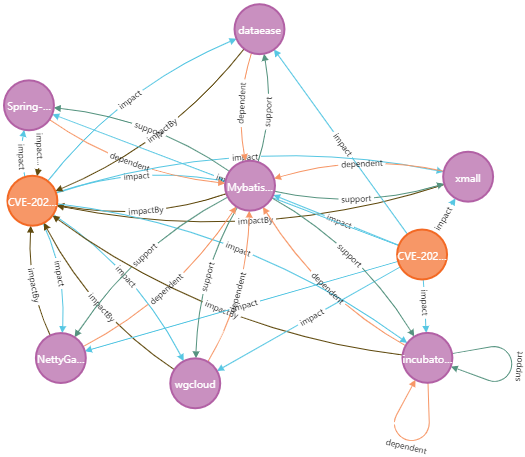 dataease
Spring-...
impact
dependent
support
support
impactBy
impact
impact
impact...
dependent
impact
dependent
impact
Mybatis...
xmall
CVE-202...
impactBy
support
impactBy
impact
impact
CVE-202...
support
impact
support
impact
impact
support
dependent
dependent
impact
impactBy
impactBy
impactBy
impact
dependent
impact
NettyGa...
wgcloud
incubato...
support
dependent